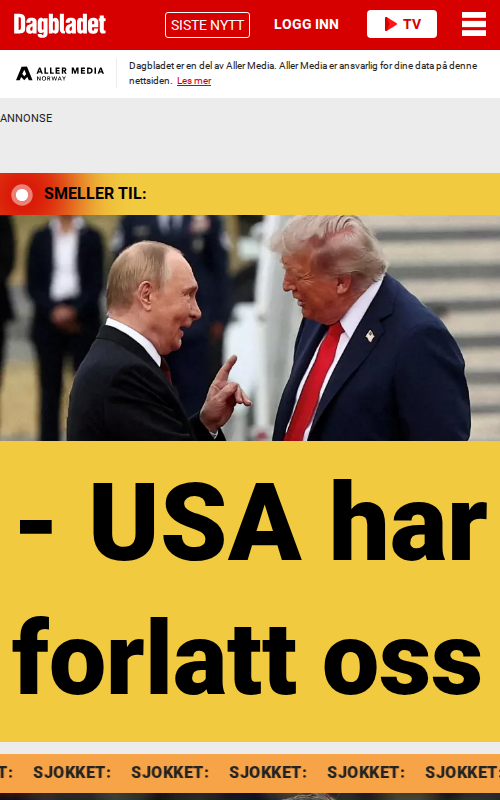 Dagbladet
SISTE NYTT
LOGG INN
TV
ALLER MEDIA
NORWAY
Dagbladet er en del av Aller Media. Aller Media er ansvarlig for dine data på denne
nettsiden. Les mer
ANNONSE
SMELLER TIL:
- USA har
forlatt oss
T: SJOKKET: SJOKKET: SJOKKET: SJOKKET: SJOKKET: